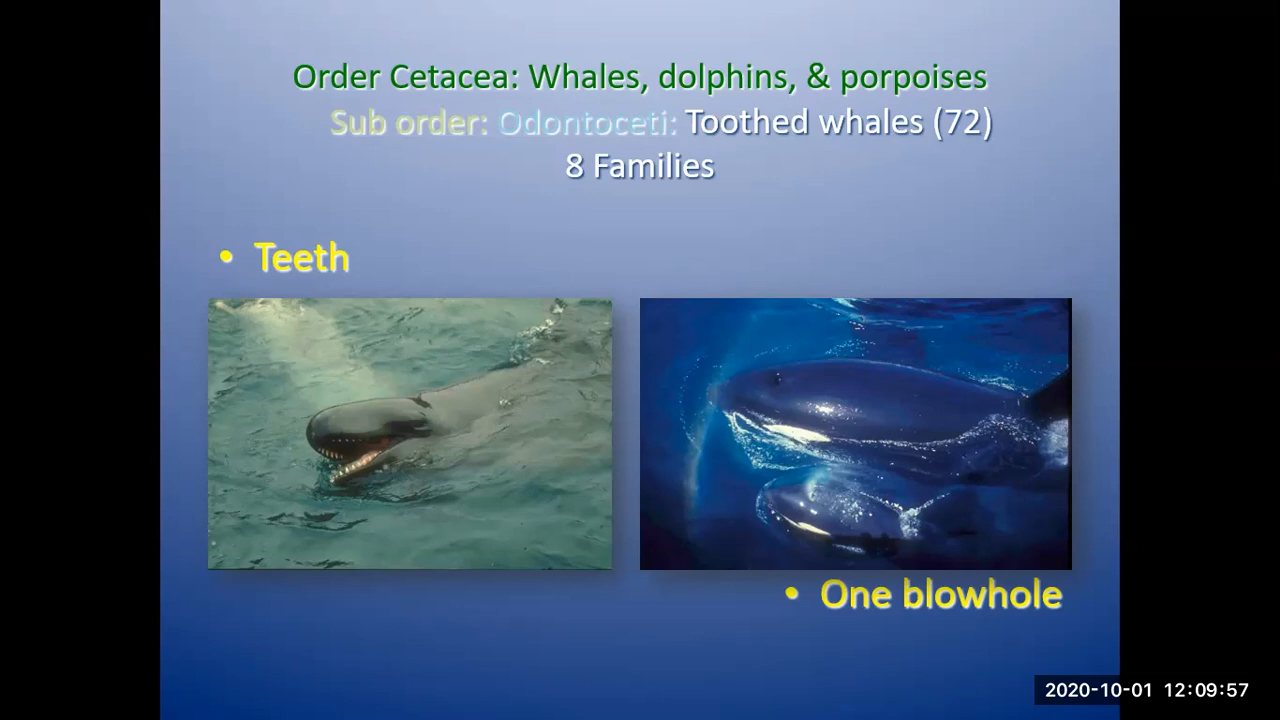 Order Cetacea: Whales, dolphins, & porpoises
Sub order: Odontoceti: Toothed whales (72)
8 Families
• Teeth
• One blowhole
2020-10-01 12:09:57